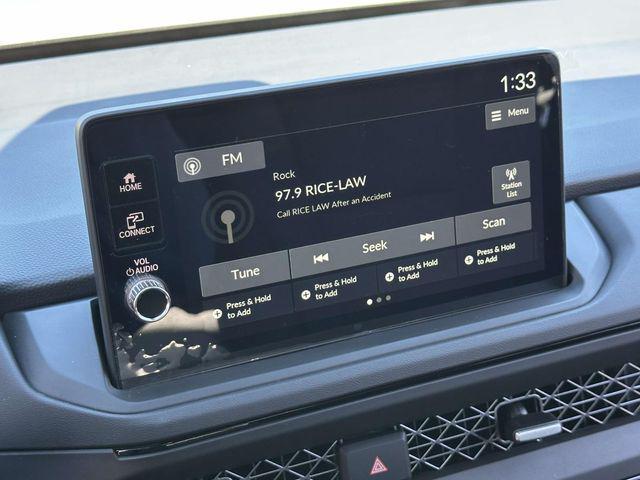 1:33
Menu
FM
HOME
Rock
97.9 RICE-LAW
Call RICE LAW After an Accident
Station
List
CONNECT
VOL
AUDIO
Tune
Seek
Scan
Press & Hold
to Add
Press & Hold
to Add
Press & Hold
to Add
Press & Hold
to Add